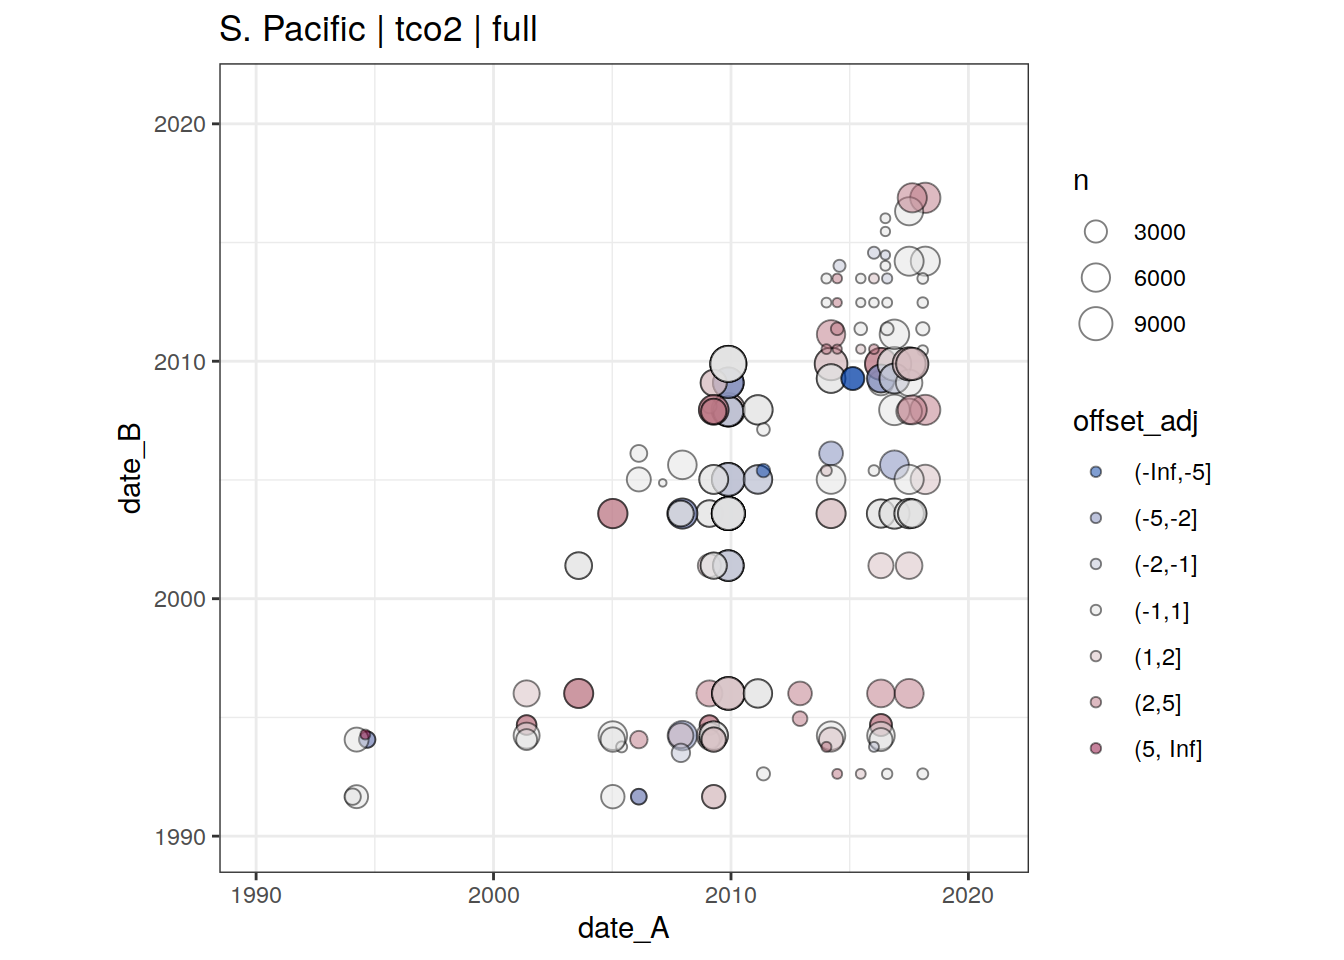 S. Pacific | tco2 | full
date_B
2020
2010
2000
1990
1990 2000 2010 2020
date_A
n
3000
6000
9000
offset_adj
(-Inf,-5]
(-5,-2]
(-2,-1]
(-1,1]
(1,2]
(2,5]
(5, Inf]